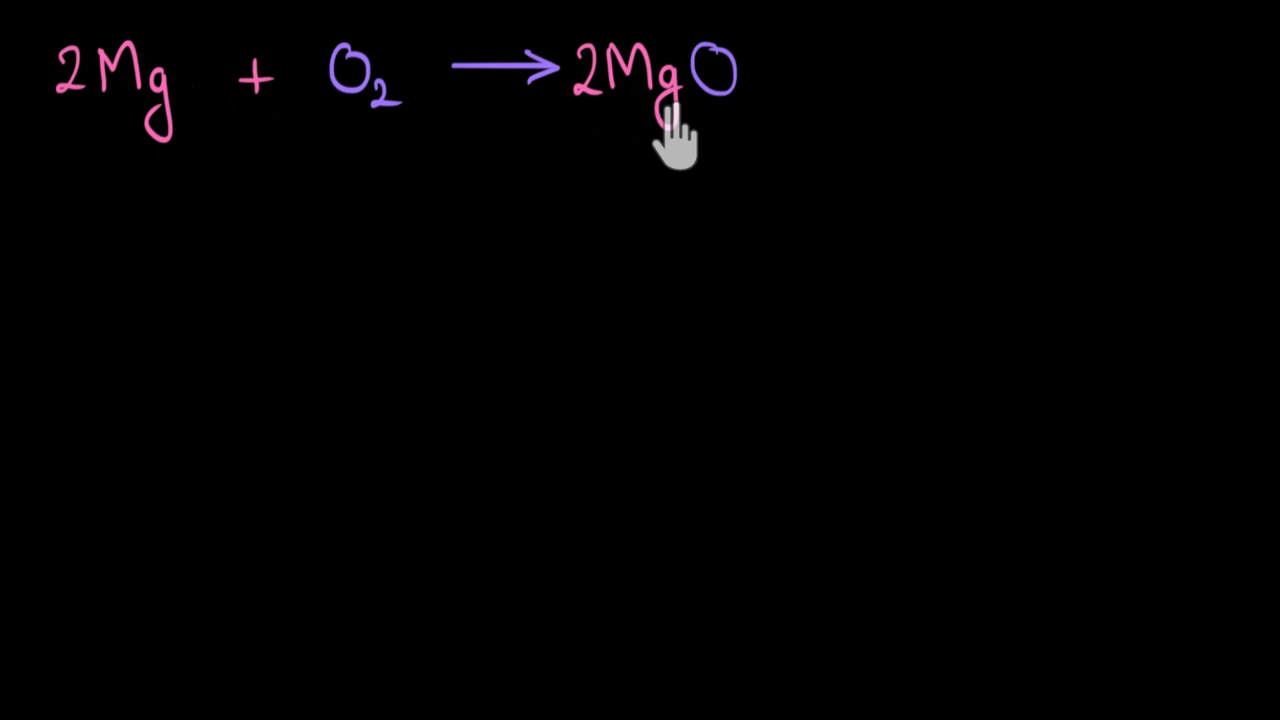 2Mg + O₂ → 2MgO